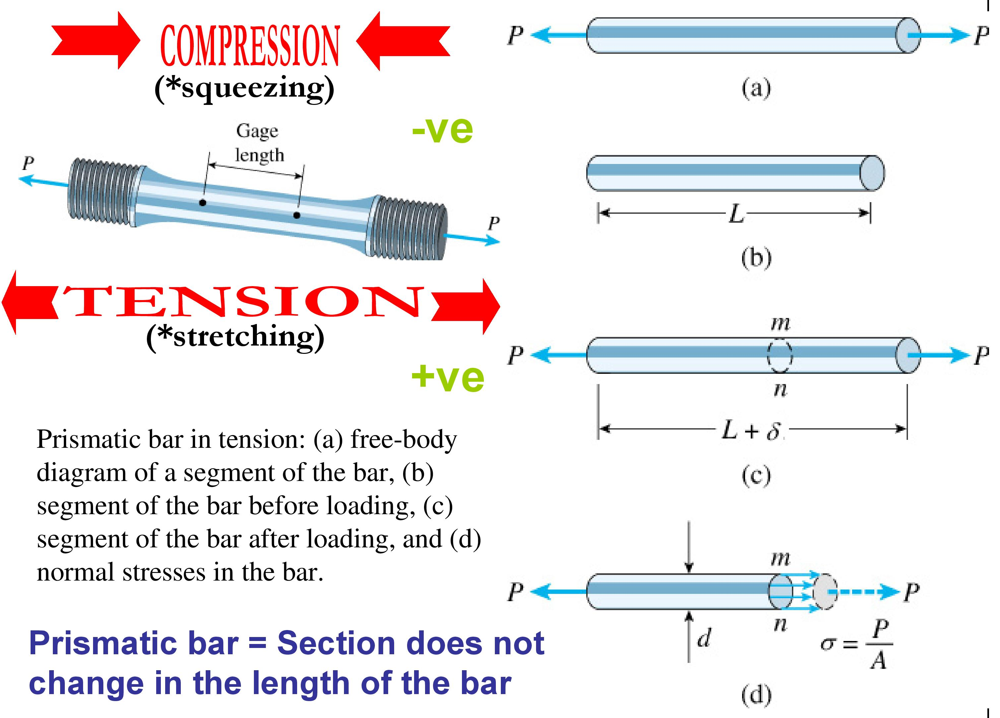 COMPRESSION
(*squeezing)
-ve
Gage
length
P
P
TENSION
(*stretching)
+ve
Prismatic bar in tension: (a) free-body
diagram of a segment of the bar, (b)
segment of the bar before loading, (c)
segment of the bar after loading, and (d)
normal stresses in the bar.
Prismatic bar = Section does not
change in the length of the bar
P P
(a)
L
(b)
m
P P
n
L + δ
(c)
m
P P
n
d
σ = P/A
(d)